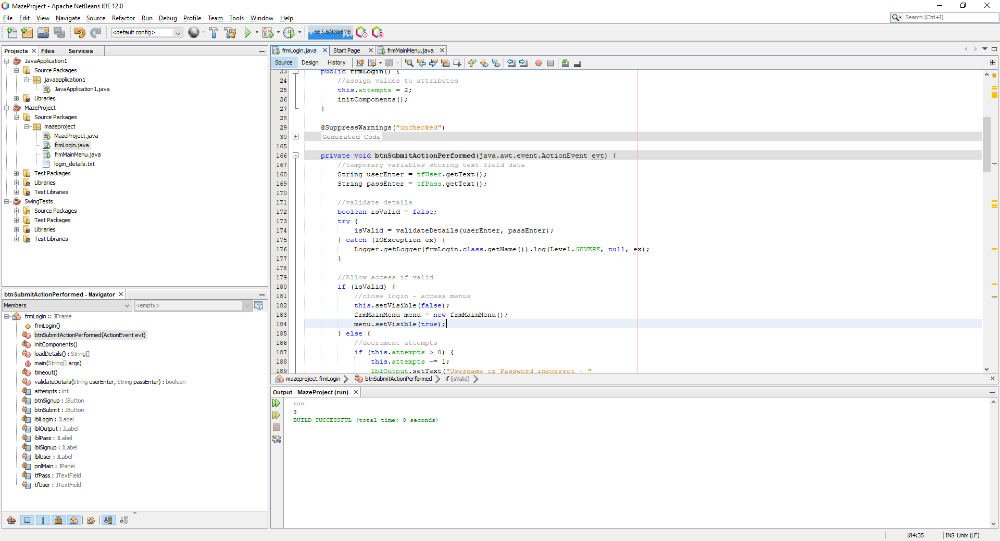 MazeProject - Apache NetBeans IDE 12.0
File Edit View Navigate Source Refactor Run Debug Profile Team Tools Window Help
Search (Ctrl+I)
<default config>
663.5/1866MB
Projects Files Services
JavaApplication1
Source Packages
javaapplication1
JavaApplication1.java
Libraries
MazeProject
Source Packages
mazeproject
MazeProject.java
frmLogin.java
frmMainMenu.java
login_details.txt
Test Packages
Libraries
Test Libraries
SwingTests
Source Packages
Test Packages
Libraries
Test Libraries
btnSubmitActionPerformed - Navigator
Members
<empty>
frmLogin :: JFrame
frmLogin()
btnSubmitActionPerformed(ActionEvent evt)
initComponents()
loadDetails() : String[]
main(String[] args)
timeout()
validateDetails(String userEnter, String passEnter) : boolean
attempts : int
btnSignup : JButton
btnSubmit : JButton
lblLogin : JLabel
lblOutput : JLabel
lblPass : JLabel
lblSignup : JLabel
lblUser : JLabel
pnlMain : JPanel
tfPass : JTextField
tfUser : JTextField
frmLogin.java Start Page frmMainMenu.java
Source Design History
23 public frmLogin() {
24 //assign values to attributes
25 this.attempts = 2;
26 initComponents();
27 }
28
29 @SuppressWarnings("unchecked")
30 Generated Code
165
166 private void btnSubmitActionPerformed(java.awt.event.ActionEvent evt) {
167 //temporary variables storing text field data
168 String userEnter = tfUser.getText();
169 String passEnter = tfPass.getText();
170
171 //validate details
172 boolean isValid = false;
173 try {
174 isValid = validateDetails(userEnter, passEnter);
175 } catch (IOException ex) {
176 Logger.getLogger(frmLogin.class.getName()).log(Level.SEVERE, null, ex);
177 }
178
179 //Allow access if valid
180 if (isValid) {
181 //close login - access menus
182 this.setVisible(false);
183 frmMainMenu menu = new frmMainMenu();
184 menu.setVisible(true);
185 } else {
186 //decrement attempts
187 if (this.attempts > 0) {
188 this.attempts -= 1;
189 lblOutput.setText("Username or Password incorrect - "
mazeproject.frmLogin btnSubmitActionPerformed if (isValid)
Output - MazeProject (run)
run:
3
BUILD SUCCESSFUL (total time: 8 seconds)
184:35 INS Unix (LF)